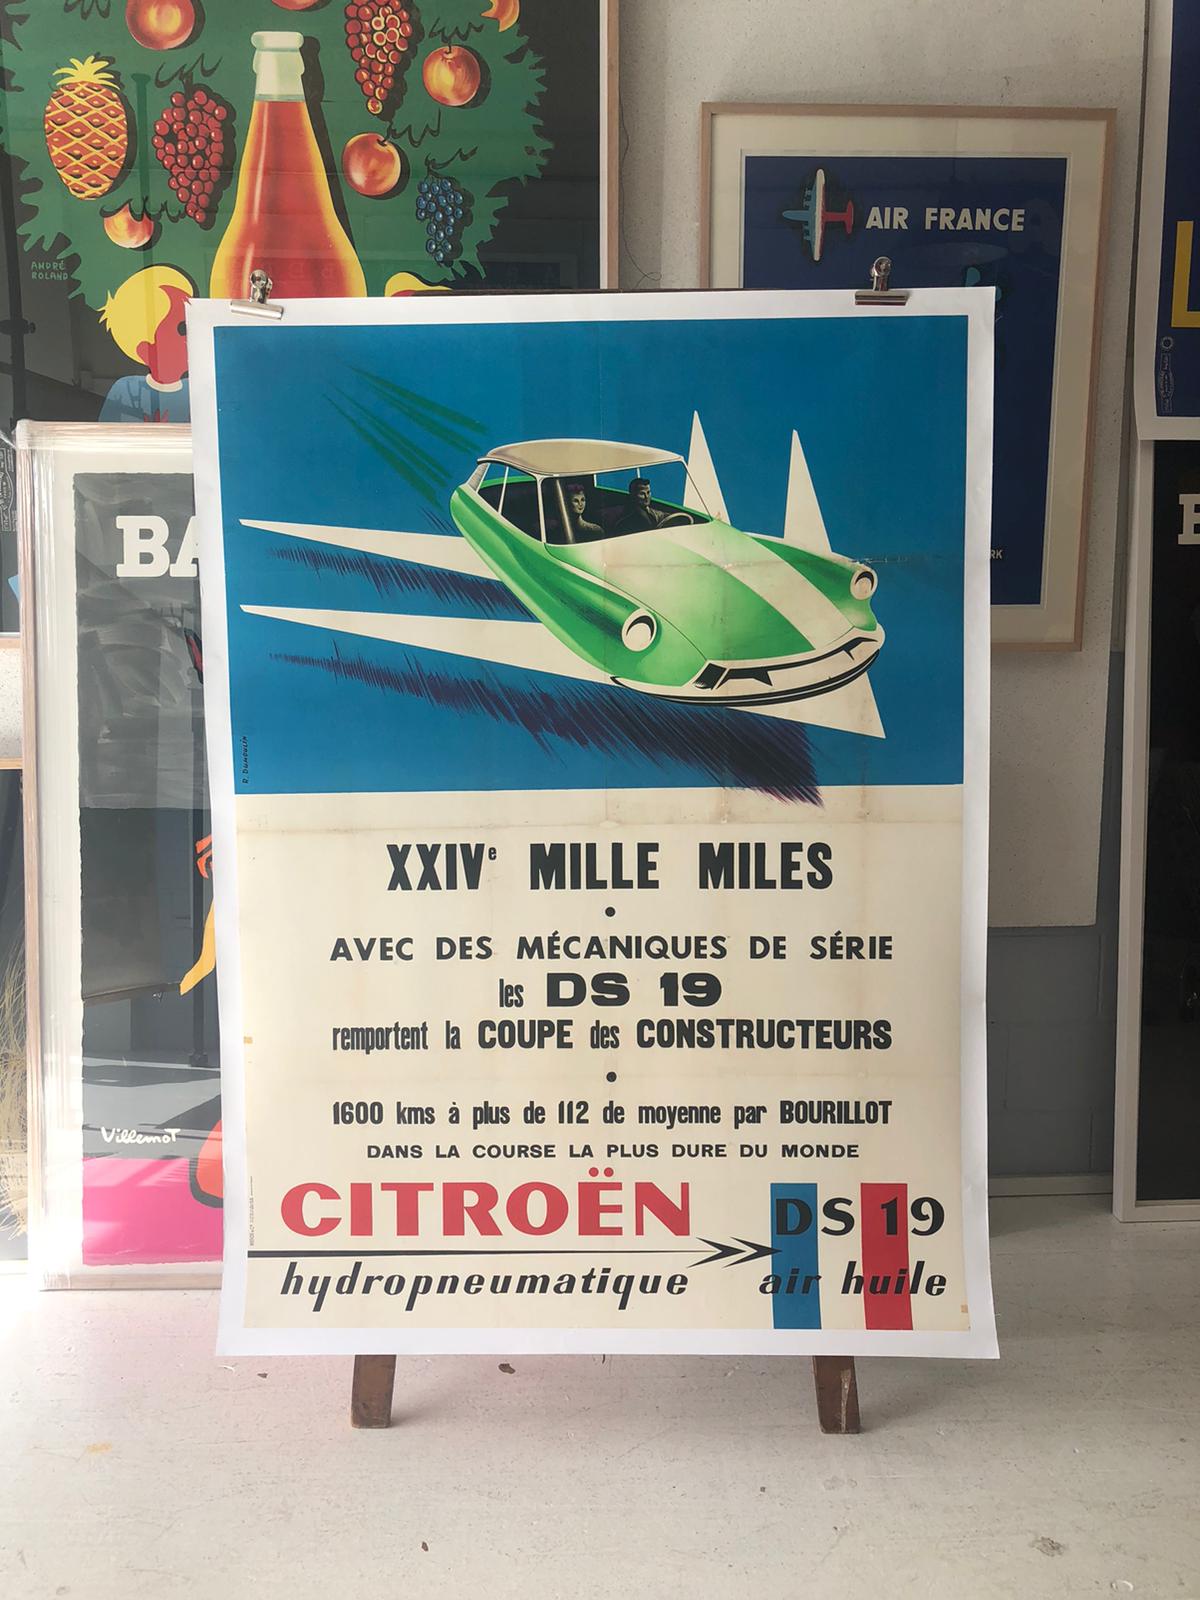 ANDRÉ
ROLAND
AIR FRANCE
BA
RK
Villemot
R. DUMOULIN
XXIVe MILLE MILES
•
AVEC DES MÉCANIQUES DE SÉRIE
les DS 19
remportent la COUPE des CONSTRUCTEURS
•
1600 kms à plus de 112 de moyenne par BOURILLOT
DANS LA COURSE LA PLUS DURE DU MONDE
CITROËN DS 19
hydropneumatique air huile